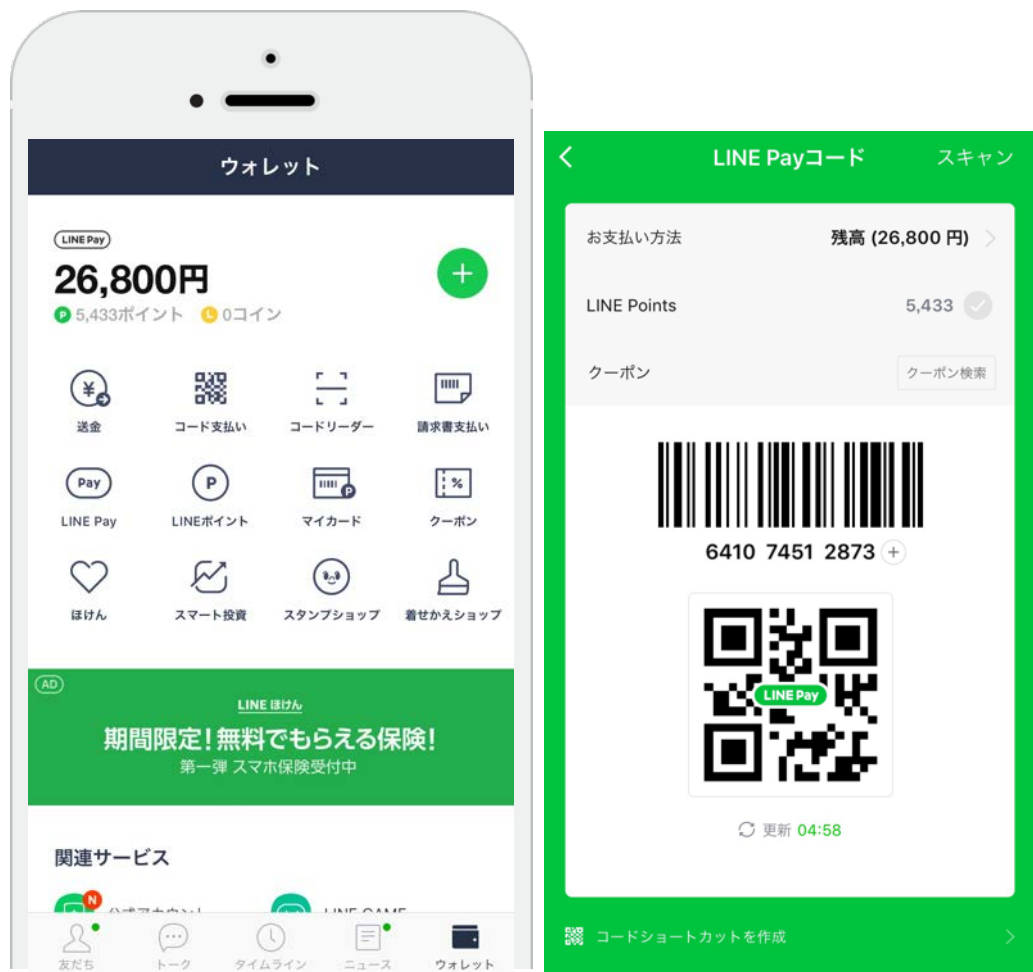 ウォレット
LINE Pay
26,800円
P 5,433ポイント L 0コイン
送金 コード支払い コードリーダー 請求書支払い
Pay P P %
LINE Pay LINEポイント マイカード クーポン
ほけん スマート投資 スタンプショップ 着せかえショップ
AD
LINE ほけん
期間限定!無料でもらえる保険!
第一弾 スマホ保険受付中
関連サービス
N
友だち トーク タイムライン ニュース ウォレット
LINE Payコード スキャン
お支払い方法 残高 (26,800 円)
LINE Points 5,433
クーポン クーポン検索
6410 7451 2873 +
LINE Pay
更新 04:58
コードショートカットを作成